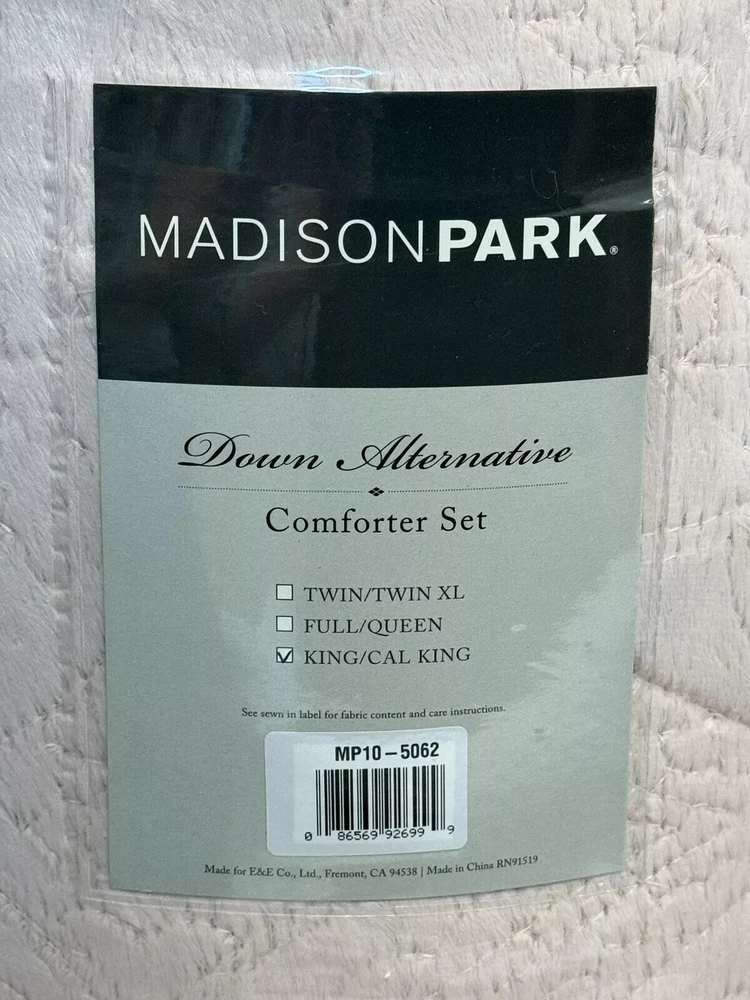 MADISONPARK®
Down Alternative
Comforter Set
TWIN/TWIN XL
FULL/QUEEN
KING/CAL KING
See sewn in label for fabric content and care instructions.
MP10-5062
0 86569 92699 9
Made for E&E Co., Ltd., Fremont, CA 94538 | Made in China RN91519